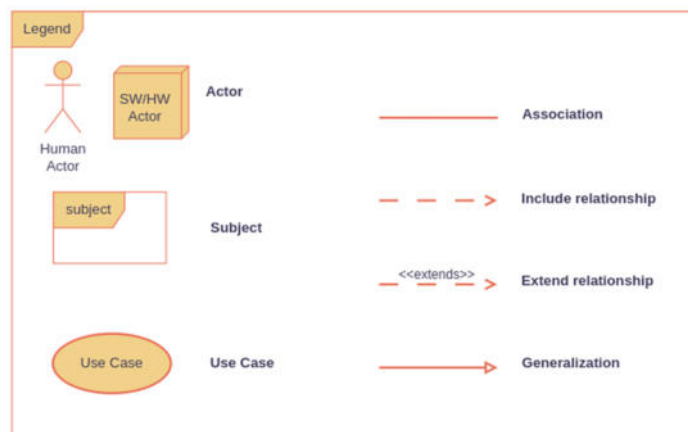 Legend
SW/HW
Actor
Actor
Human
Actor
Association
subject
Subject
Include relationship
<<extends>>
Extend relationship
Use Case
Use Case
Generalization